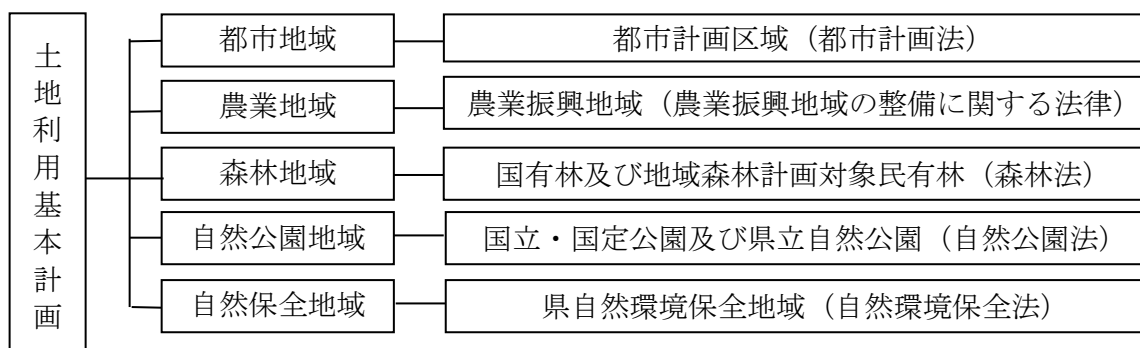 土地利用基本計画
都市地域
都市計画区域（都市計画法）
農業地域
農業振興地域（農業振興地域の整備に関する法律）
森林地域
国有林及び地域森林計画対象民有林（森林法）
自然公園地域
国立・国定公園及び県立自然公園（自然公園法）
自然保全地域
県自然環境保全地域（自然環境保全法）